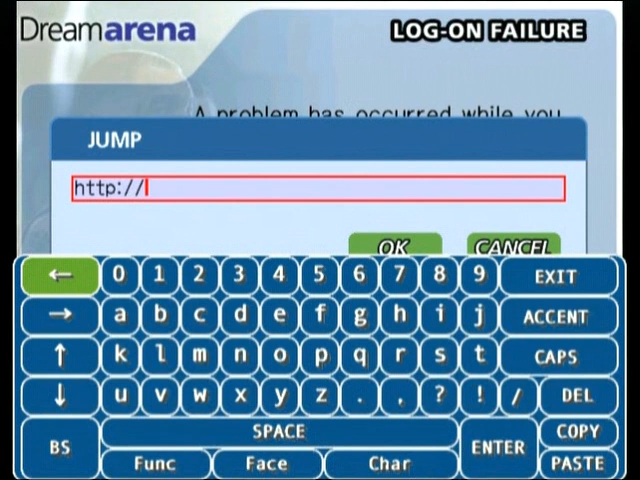 Dreamarena
LOG-ON FAILURE
A problem has occurred while you
JUMP
http://
OK CANCEL
← 0 1 2 3 4 5 6 7 8 9 EXIT
→ a b c d e f g h i j ACCENT
↑ k l m n o p q r s t CAPS
↓ u v w x y z . , ? ! / DEL
BS SPACE ENTER COPY
Func Face Char PASTE